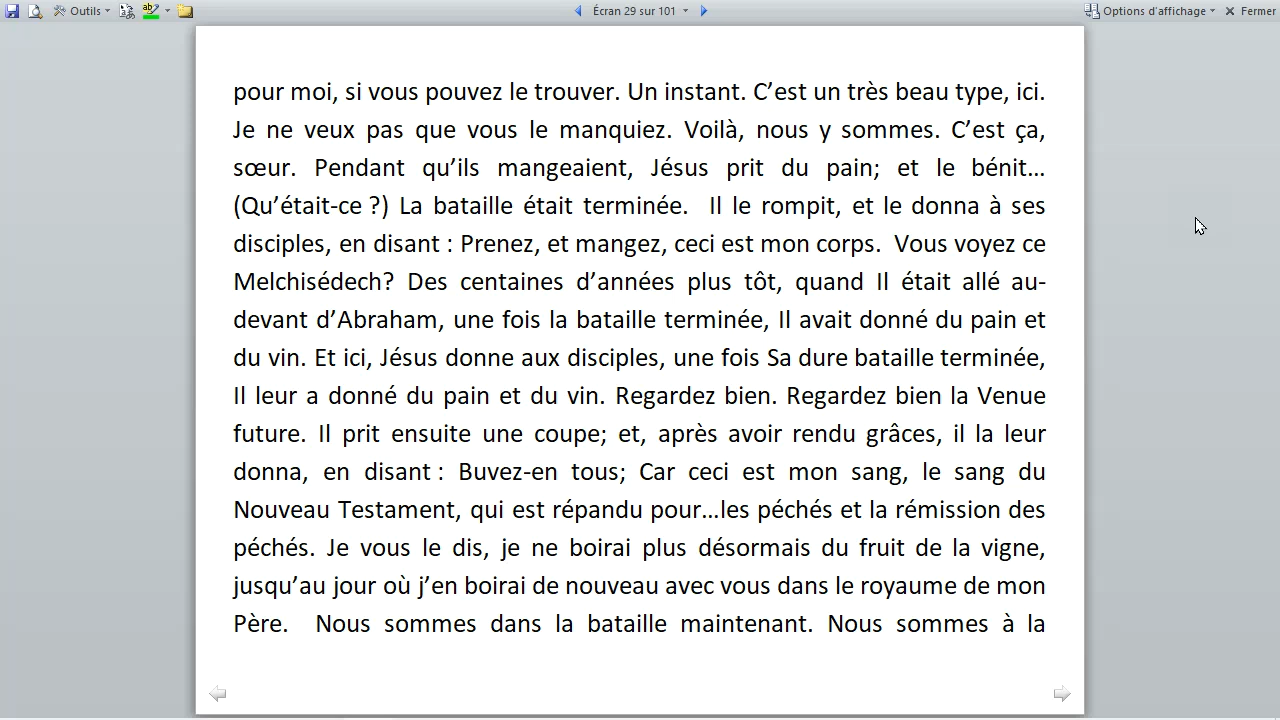 Outils
Écran 29 sur 101
Options d'affichage
Fermer
pour moi, si vous pouvez le trouver. Un instant. C’est un très beau type, ici.
Je ne veux pas que vous le manquiez. Voilà, nous y sommes. C’est ça,
sœur. Pendant qu’ils mangeaient, Jésus prit du pain; et le bénit…
(Qu’était-ce ?) La bataille était terminée.  Il le rompit, et le donna à ses
disciples, en disant : Prenez, et mangez, ceci est mon corps.  Vous voyez ce
Melchisédech? Des centaines d’années plus tôt, quand Il était allé au-
devant d’Abraham, une fois la bataille terminée, Il avait donné du pain et
du vin. Et ici, Jésus donne aux disciples, une fois Sa dure bataille terminée,
Il leur a donné du pain et du vin. Regardez bien. Regardez bien la Venue
future. Il prit ensuite une coupe; et, après avoir rendu grâces, il la leur
donna, en disant : Buvez-en tous; Car ceci est mon sang, le sang du
Nouveau Testament, qui est répandu pour…les péchés et la rémission des
péchés. Je vous le dis, je ne boirai plus désormais du fruit de la vigne,
jusqu’au jour où j’en boirai de nouveau avec vous dans le royaume de mon
Père.  Nous sommes dans la bataille maintenant. Nous sommes à la